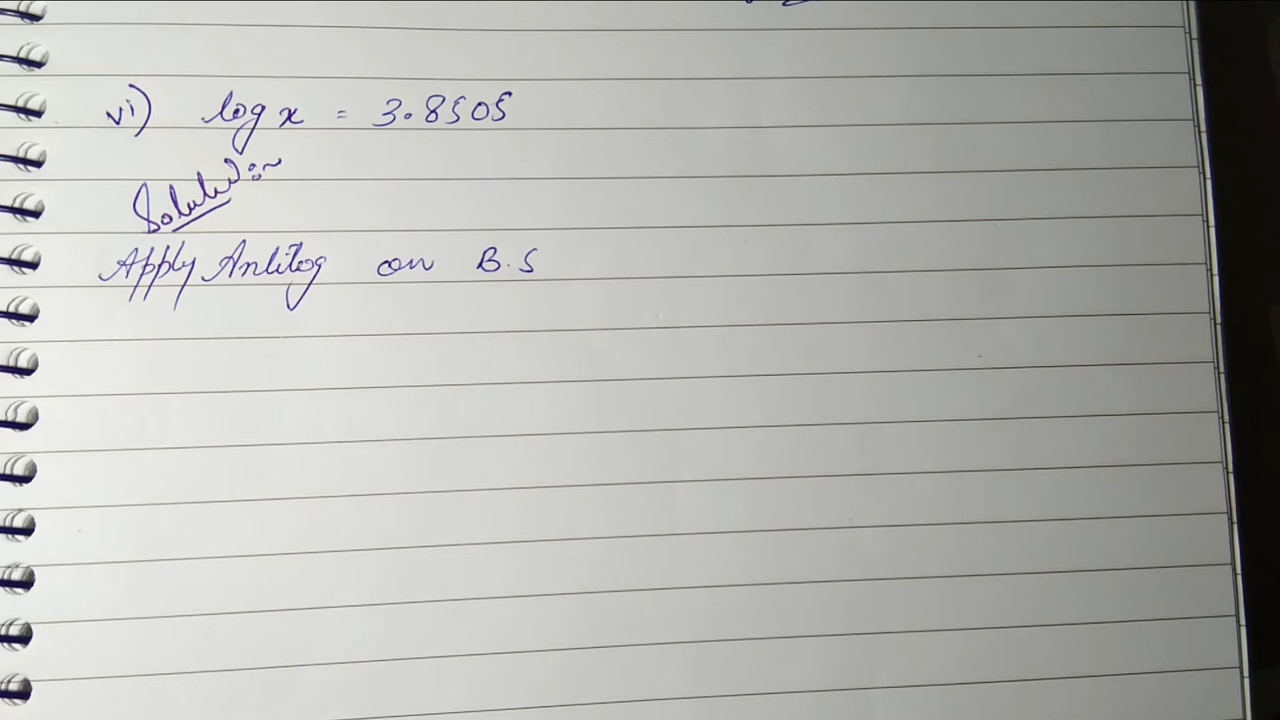 vi) log x = 3.8505
Solution:~
Apply Antilog on B.S